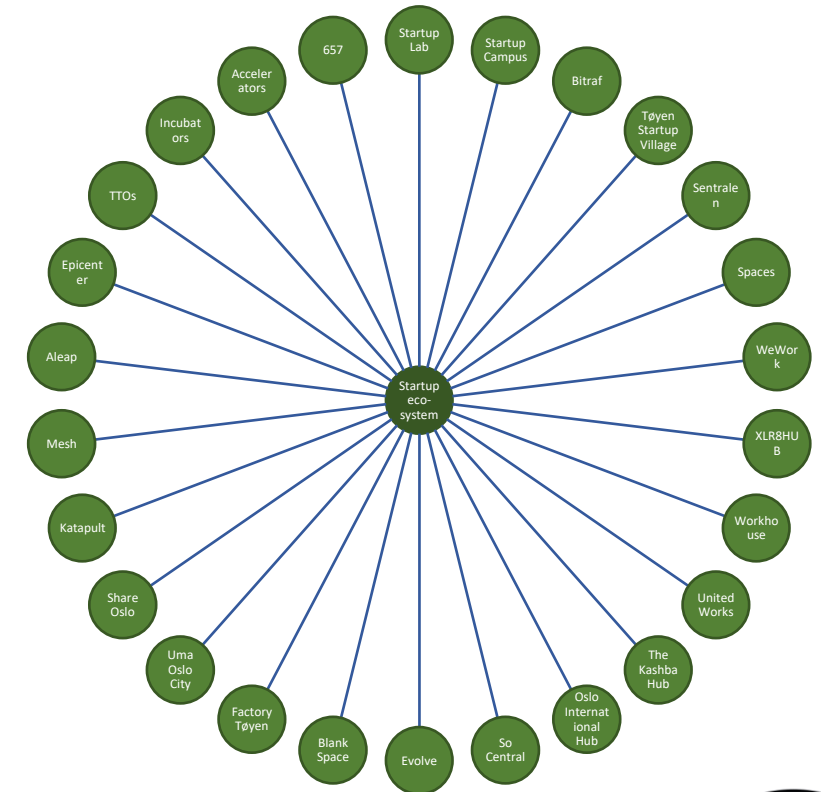 Startup
Lab
Startup
Campus
Bitraf
Tøyen
Startup
Village
Sentrale
n
Spaces
WeWor
k
XLR8HU
B
Workho
use
United
Works
The
Kashba
Hub
Oslo
Internat
ional
Hub
So
Central
Evolve
Blank
Space
Factory
Tøyen
Uma
Oslo
City
Share
Oslo
Katapult
Mesh
Aleap
Epicent
er
TTOs
Incubat
ors
Acceler
ators
657
Startup
eco-
system